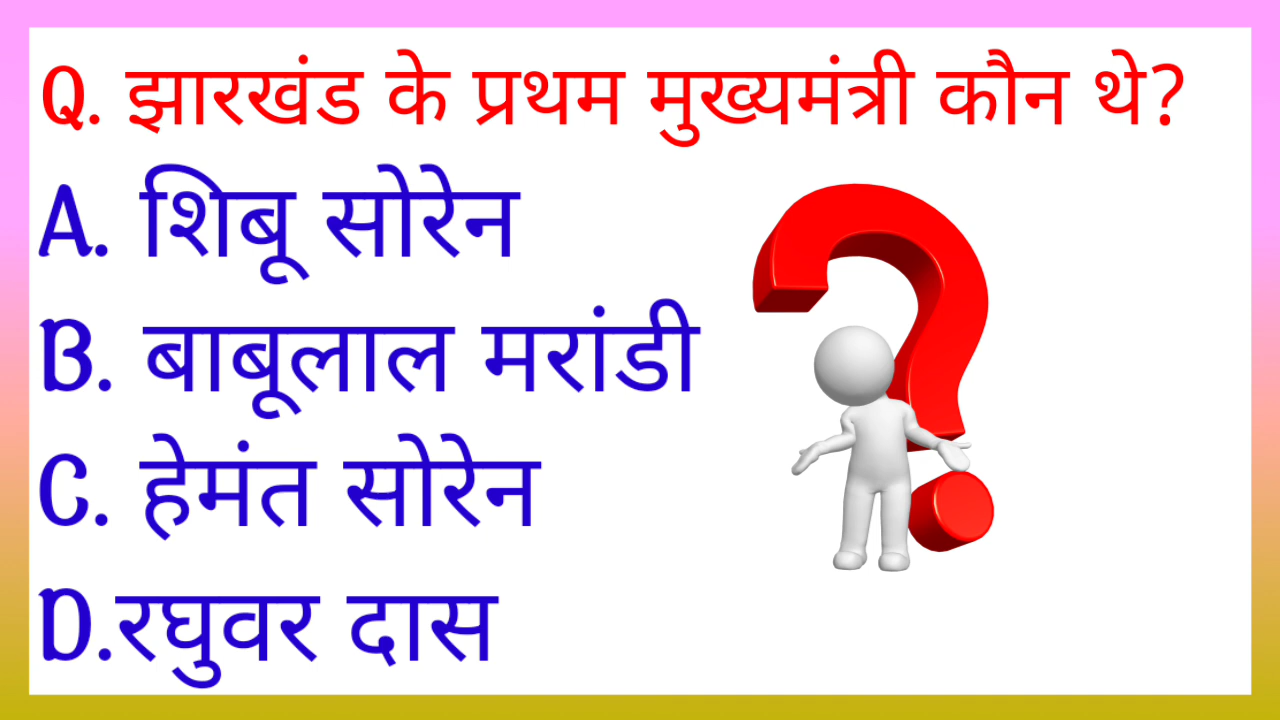 Q. झारखंड के प्रथम मुख्यमंत्री कौन थे?
A. शिबू सोरेन
B. बाबूलाल मरांडी
C. हेमंत सोरेन
D.रघुवर दास